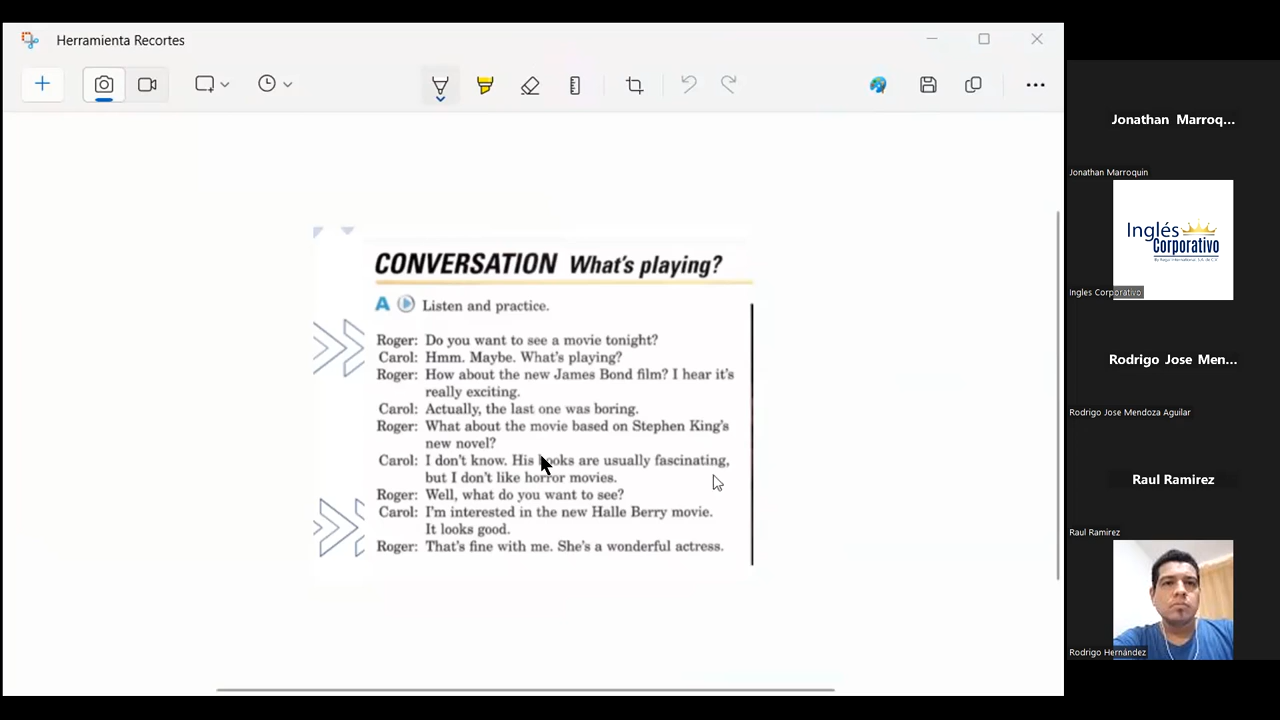 Herramienta Recortes
CONVERSATION What's playing?
A Listen and practice.
Roger: Do you want to see a movie tonight?
Carol: Hmm. Maybe. What's playing?
Roger: How about the new James Bond film? I hear it's
really exciting.
Carol: Actually, the last one was boring.
Roger: What about the movie based on Stephen King's
new novel?
Carol: I don't know. His books are usually fascinating,
but I don't like horror movies.
Roger: Well, what do you want to see?
Carol: I'm interested in the new Halle Berry movie.
It looks good.
Roger: That's fine with me. She's a wonderful actress.
Jonathan Marroq...
Jonathan Marroquin
Inglés
Corporativo
Ingles Corporativo
Rodrigo Jose Men...
Rodrigo Jose Mendoza Aguilar
Raul Ramirez
Raul Ramirez
Rodrigo Hernández